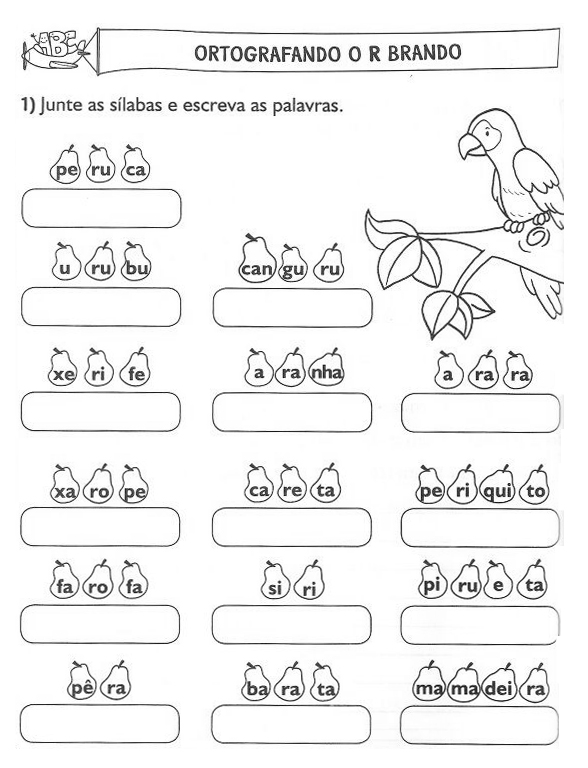 ABC
ORTOGRAFANDO O R BRANDO
1) Junte as sílabas e escreva as palavras.
pe ru ca
u ru bu
can gu ru
xe ri fe
a ra nha
a ra ra
xa ro pe
ca re ta
pe ri qui to
fa ro fa
si ri
pi ru e ta
pê ra
ba ra ta
ma ma dei ra